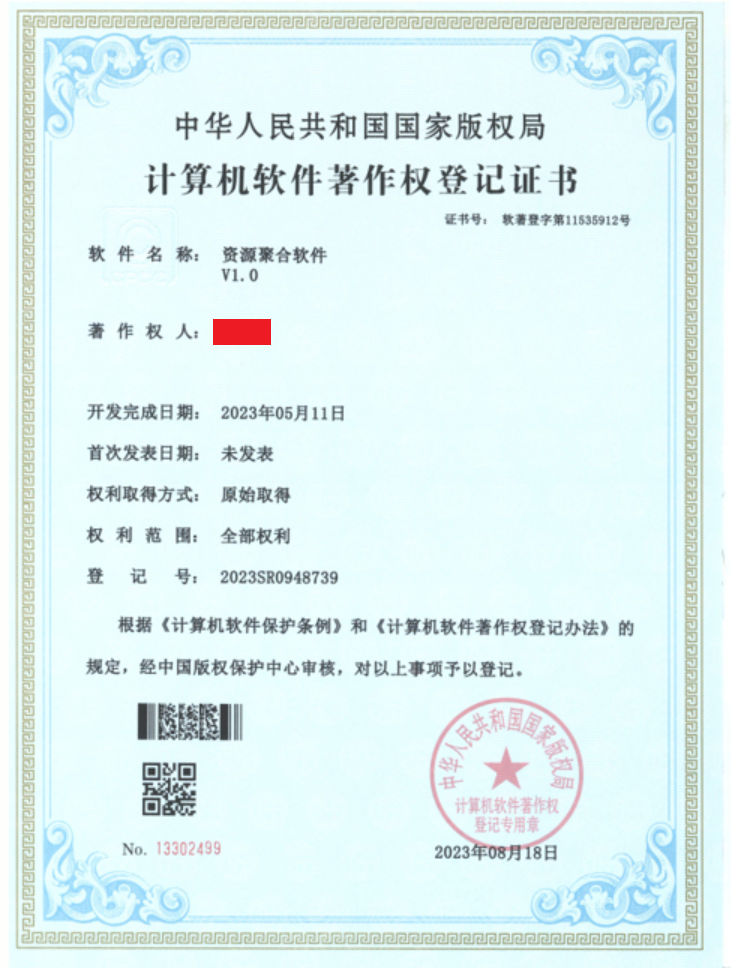 中华人民共和国国家版权局
计算机软件著作权登记证书
证书号： 软著登字第11535912号
软件名称： 资源聚合软件
V1.0
著作权人：
开发完成日期： 2023年05月11日
首次发表日期： 未发表
权利取得方式： 原始取得
权利范围： 全部权利
登记号： 2023SR0948739
根据《计算机软件保护条例》和《计算机软件著作权登记办法》的
规定，经中国版权保护中心审核，对以上事项予以登记。
中华人民共和国国家版权局
计算机软件著作权
登记专用章
No. 13302499
2023年08月18日